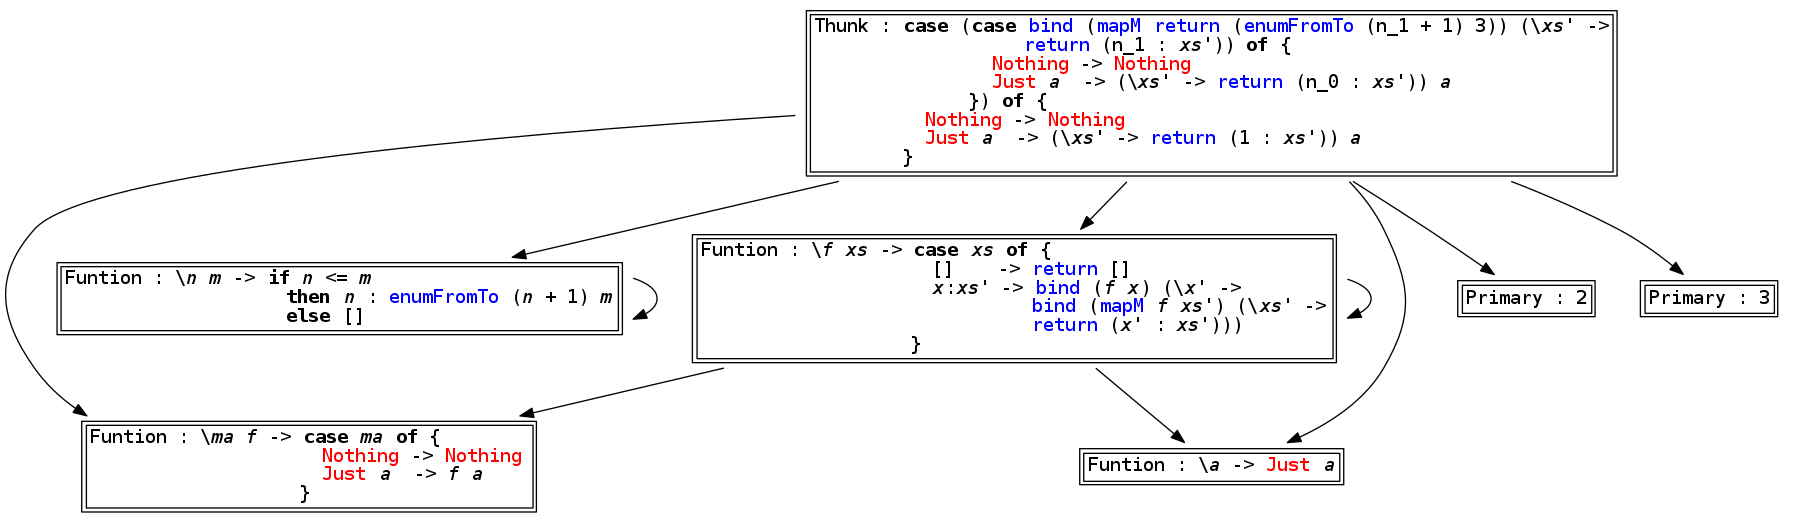 Thunk : case (case bind (mapM return (enumFromTo (n_1 + 1) 3)) (\xs' ->
return (n_1 : xs')) of {
Nothing -> Nothing
Just a  -> (\xs' -> return (n_0 : xs')) a
}) of {
Nothing -> Nothing
Just a  -> (\xs' -> return (1 : xs')) a
}
Funtion : \n m -> if n <= m
then n : enumFromTo (n + 1) m
else []
Funtion : \f xs -> case xs of {
[]    -> return []
x:xs' -> bind (f x) (\x' ->
bind (mapM f xs') (\xs' ->
return (x' : xs')))
}
Primary : 2
Primary : 3
Funtion : \ma f -> case ma of {
Nothing -> Nothing
Just a  -> f a
}
Funtion : \a -> Just a